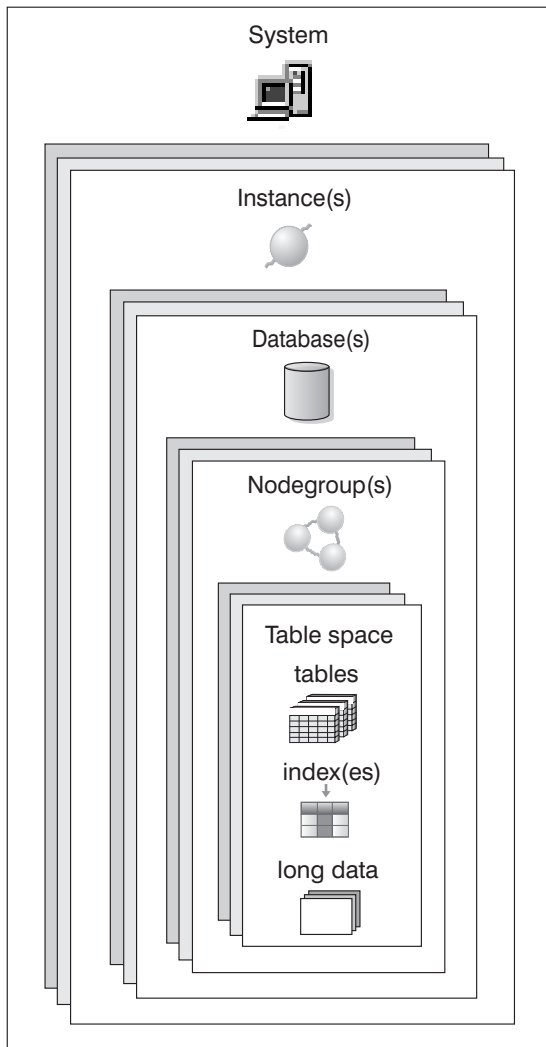 System
Instance(s)
Database(s)
Nodegroup(s)
Table space
tables
index(es)
long data